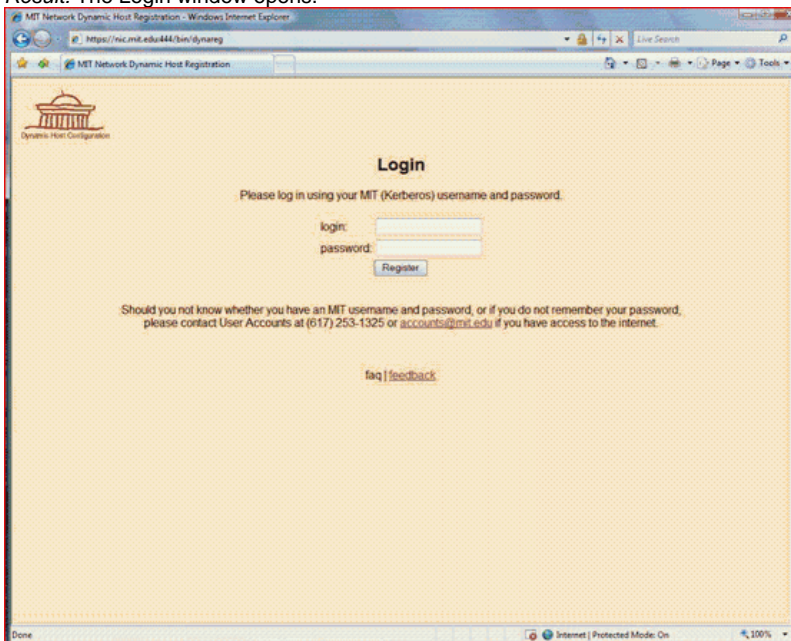 Result: The Login window opens.
MIT Network Dynamic Host Registration - Windows Internet Explorer
https://nic.mit.edu:444/bin/dynareg
Live Search
MIT Network Dynamic Host Registration
Page
Tools
Dynamic Host Configuration
Login
Please log in using your MIT (Kerberos) username and password.
login:
password:
Register
Should you not know whether you have an MIT username and password, or if you do not remember your password,
please contact User Accounts at (617) 253-1325 or accounts@mit.edu if you have access to the internet.
faq | feedback
Done
Internet | Protected Mode: On
100%